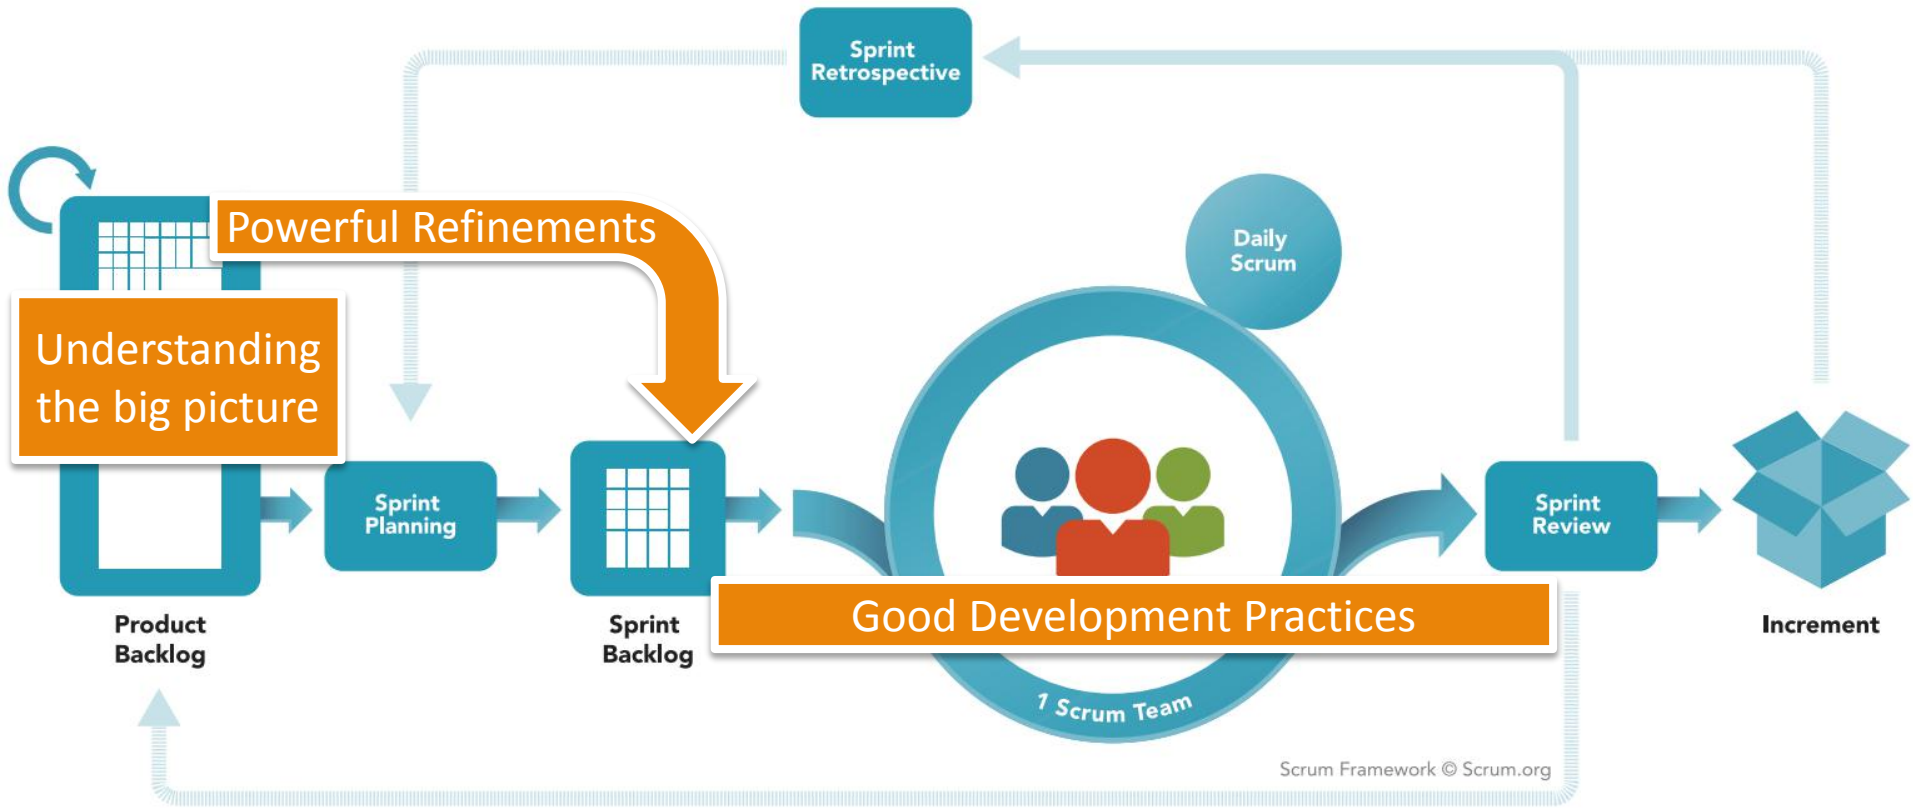 Sprint
Retrospective
Powerful Refinements
Daily
Scrum
Understanding
the big picture
Sprint
Planning
Sprint
Review
Good Development Practices
Product
Backlog
Sprint
Backlog
Increment
1 Scrum Team
Scrum Framework © Scrum.org